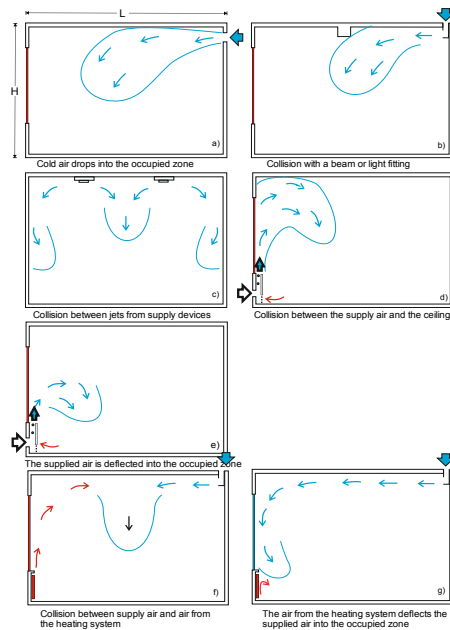 L
H
a)
Cold air drops into the occupied zone
b)
Collision with a beam or light fitting
c)
Collision between jets from supply devices
d)
Collision between the supply air and the ceiling
e)
The supplied air is deflected into the occupied zone
f)
Collision between supply air and air from
the heating system
g)
The air from the heating system deflects the
supplied air into the occupied zone